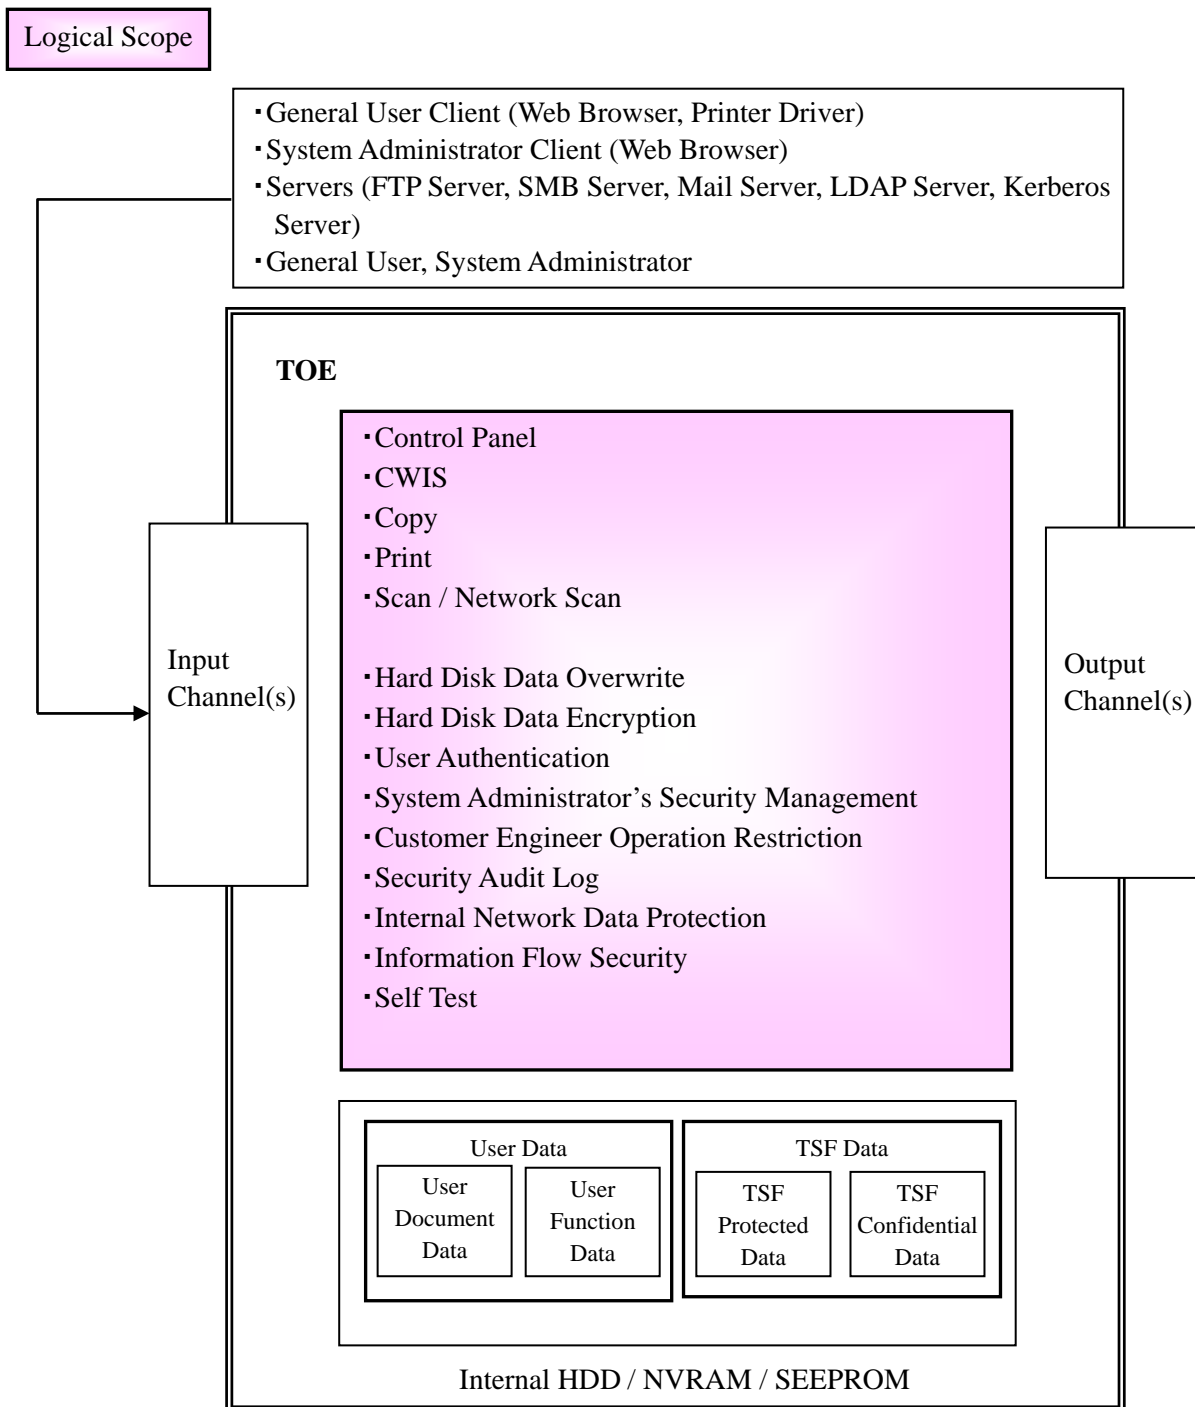 Logical Scope
･General User Client (Web Browser, Printer Driver)
･System Administrator Client (Web Browser)
･Servers (FTP Server, SMB Server, Mail Server, LDAP Server, Kerberos
Server)
･General User, System Administrator
TOE
･Control Panel
･CWIS
･Copy
･Print
･Scan / Network Scan
･Hard Disk Data Overwrite
･Hard Disk Data Encryption
･User Authentication
･System Administrator’s Security Management
･Customer Engineer Operation Restriction
･Security Audit Log
･Internal Network Data Protection
･Information Flow Security
･Self Test
Input
Channel(s)
Output
Channel(s)
User Data
User
Document
Data
User
Function
Data
TSF Data
TSF
Protected
Data
TSF
Confidential
Data
Internal HDD / NVRAM / SEEPROM